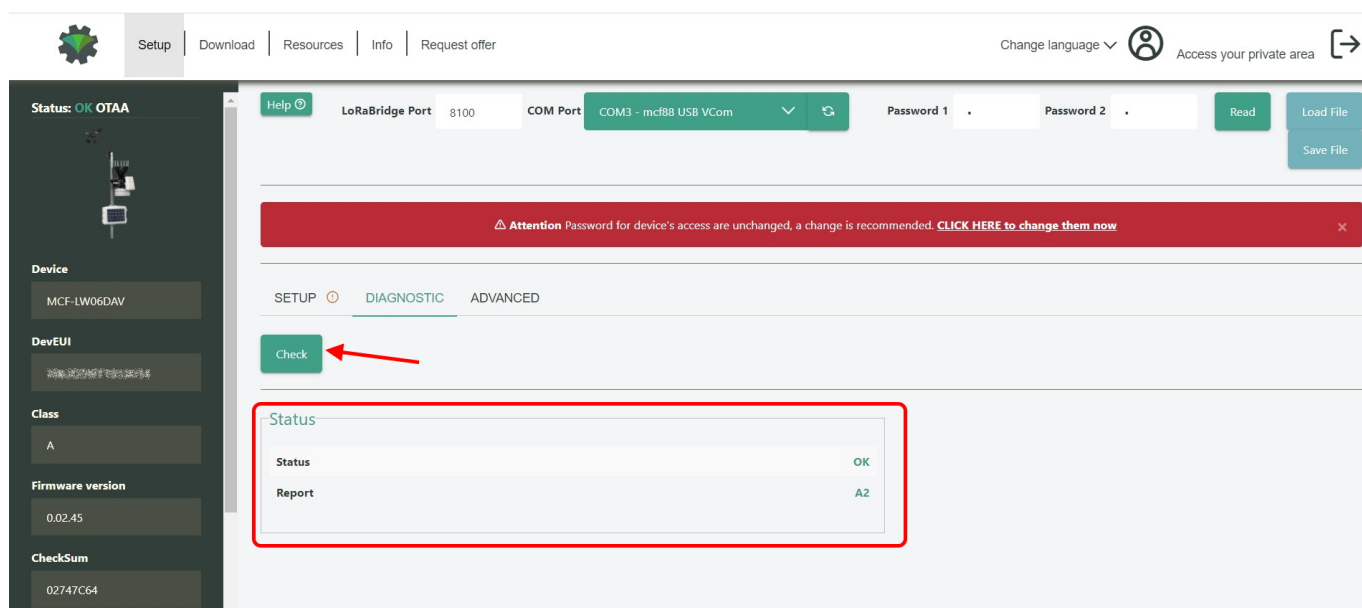 Setup Download Resources Info Request offer Change language Access your private area
Status: OK OTAA
Help LoRaBridge Port 8100 COM Port COM3 - mcf88 USB VCom Password 1 . Password 2 . Read Load File
Save File
Attention Password for device's access are unchanged, a change is recommended. CLICK HERE to change them now ×
Device
MCF-LW06DAV
SETUP DIAGNOSTIC ADVANCED
DevEUI
Check
Class
A
Status
Status OK
Report A2
Firmware version
0.02.45
CheckSum
02747C64